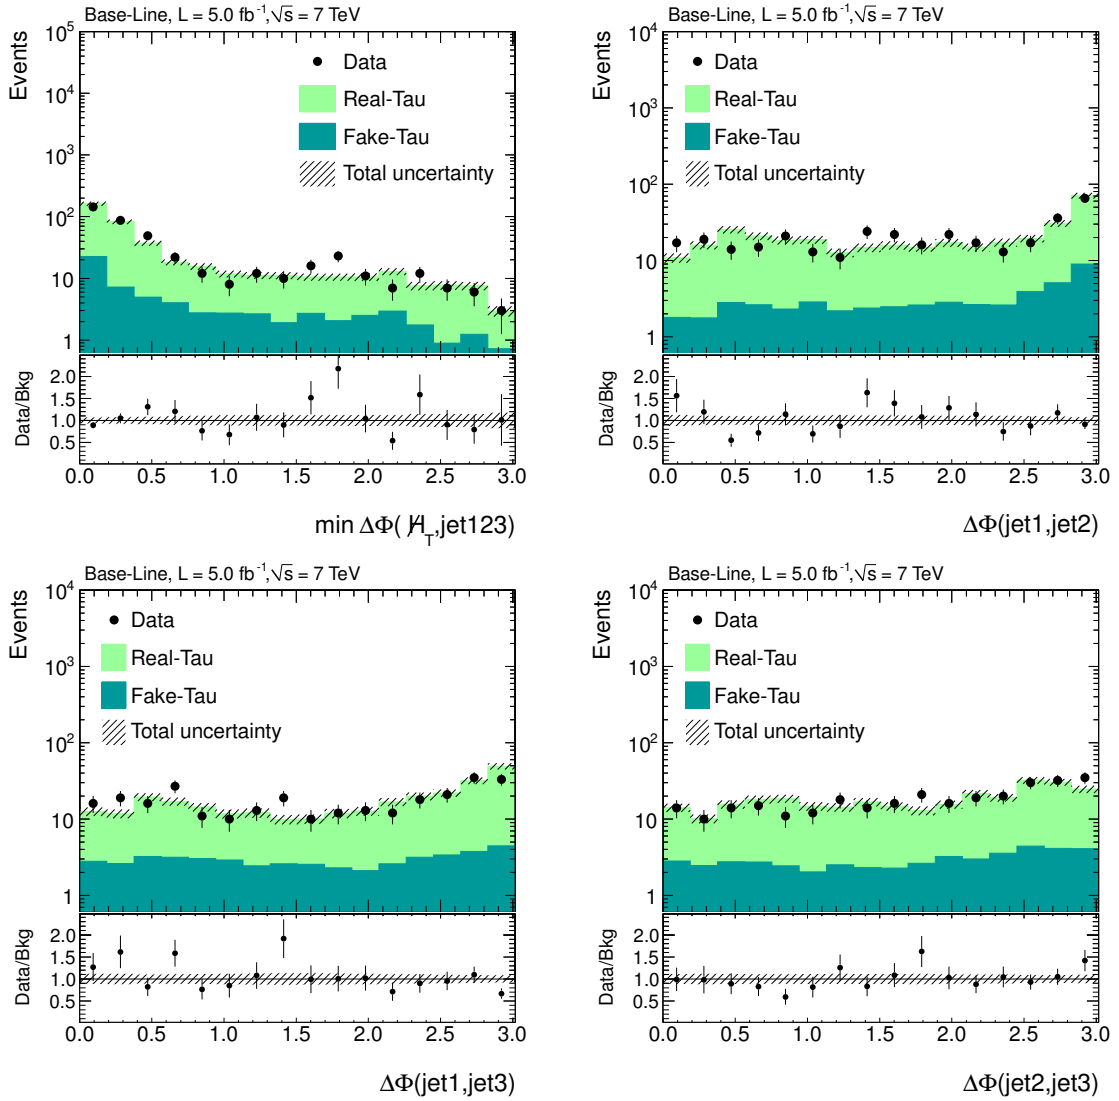 Base-Line, L = 5.0 fb⁻¹,√s = 7 TeV
Events
10⁵
10⁴
10³
10²
10
1
Data
Real-Tau
Fake-Tau
Total uncertainty
Data/Bkg
2.0
1.5
1.0
0.5
0.0 0.5 1.0 1.5 2.0 2.5 3.0
min ΔΦ(H̸_T,jet123)
Base-Line, L = 5.0 fb⁻¹,√s = 7 TeV
Events
10⁴
10³
10²
10
1
Data
Real-Tau
Fake-Tau
Total uncertainty
Data/Bkg
2.0
1.5
1.0
0.5
0.0 0.5 1.0 1.5 2.0 2.5 3.0
ΔΦ(jet1,jet2)
Base-Line, L = 5.0 fb⁻¹,√s = 7 TeV
Events
10⁴
10³
10²
10
1
Data
Real-Tau
Fake-Tau
Total uncertainty
Data/Bkg
2.0
1.5
1.0
0.5
0.0 0.5 1.0 1.5 2.0 2.5 3.0
ΔΦ(jet1,jet3)
Base-Line, L = 5.0 fb⁻¹,√s = 7 TeV
Events
10⁴
10³
10²
10
1
Data
Real-Tau
Fake-Tau
Total uncertainty
Data/Bkg
2.0
1.5
1.0
0.5
0.0 0.5 1.0 1.5 2.0 2.5 3.0
ΔΦ(jet2,jet3)